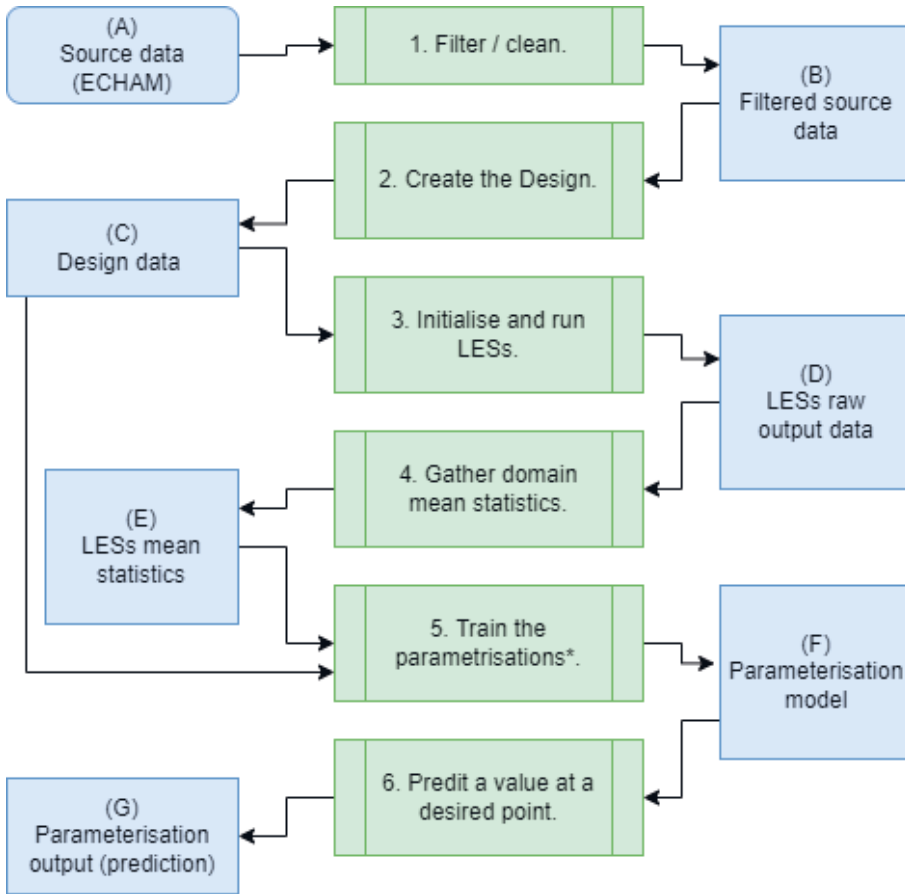 (A)
Source data
(ECHAM)
1. Filter / clean.
(B)
Filtered source
data
2. Create the Design.
(C)
Design data
3. Initialise and run
LESs.
(D)
LESs raw
output data
4. Gather domain
mean statistics.
(E)
LESs mean
statistics
5. Train the
parametrisations*.
(F)
Parameterisation
model
6. Predit a value at a
desired point.
(G)
Parameterisation
output (prediction)